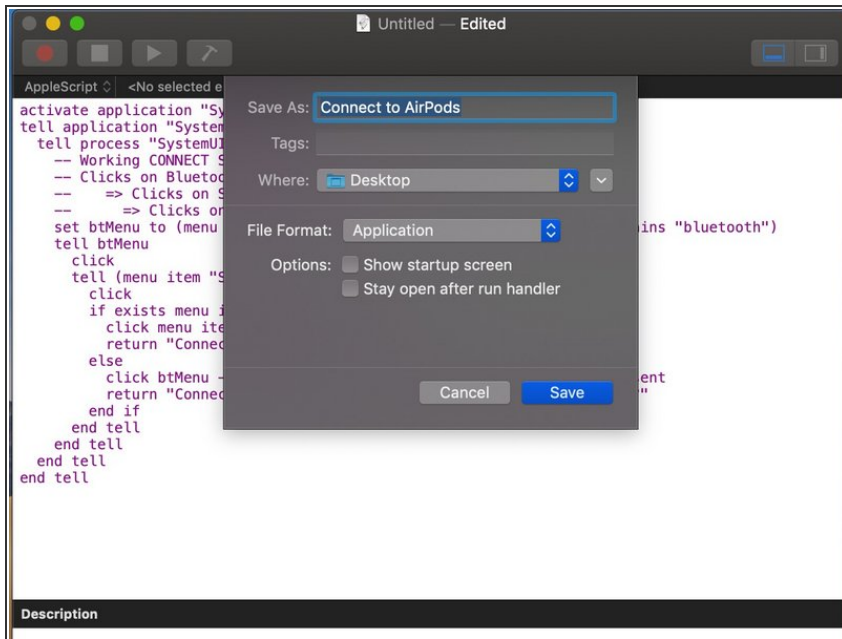 Untitled — Edited
AppleScript <No selected e
activate application "Sy
tell application "System
tell process "SystemUI
-- Working CONNECT S
-- Clicks on Bluetoo
-- => Clicks on S
-- => Clicks or
set btMenu to (menu ins "bluetooth")
tell btMenu
click
tell (menu item "S
click
if exists menu i
click menu ite
return "Connec
else
click btMenu - ent
return "Connec "
end if
end tell
end tell
end tell
end tell
Save As: Connect to AirPods
Tags:
Where: Desktop
File Format: Application
Options: Show startup screen
Stay open after run handler
Cancel Save
Description